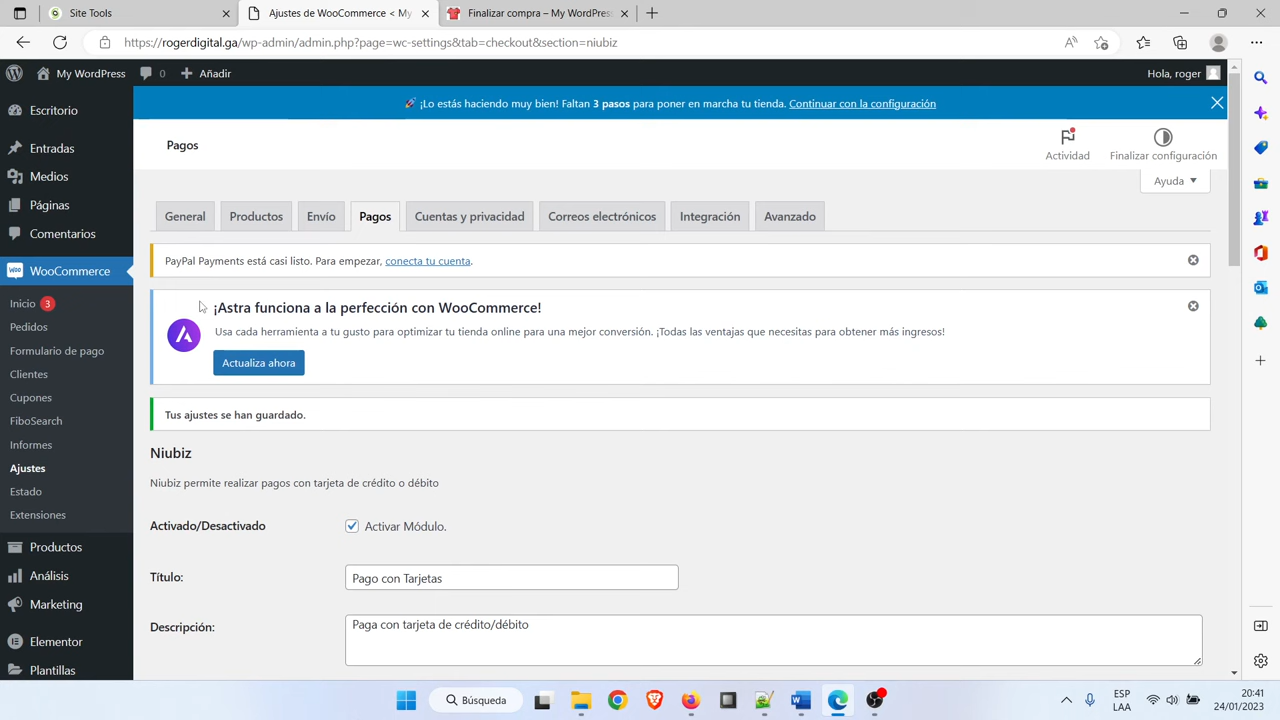 Site Tools
Ajustes de WooCommerce < My
Finalizar compra – My WordPres
https://rogerdigital.ga/wp-admin/admin.php?page=wc-settings&tab=checkout&section=niubiz
My WordPress
0
Añadir
Hola, roger
🚀 ¡Lo estás haciendo muy bien! Faltan 3 pasos para poner en marcha tu tienda. Continuar con la configuración
Escritorio
Entradas
Medios
Páginas
Comentarios
WooCommerce
Inicio 3
Pedidos
Formulario de pago
Clientes
Cupones
FiboSearch
Informes
Ajustes
Estado
Extensiones
Productos
Análisis
Marketing
Elementor
Plantillas
Pagos
Actividad
Finalizar configuración
Ayuda
General
Productos
Envío
Pagos
Cuentas y privacidad
Correos electrónicos
Integración
Avanzado
PayPal Payments está casi listo. Para empezar, conecta tu cuenta.
¡Astra funciona a la perfección con WooCommerce!
Usa cada herramienta a tu gusto para optimizar tu tienda online para una mejor conversión. ¡Todas las ventajas que necesitas para obtener más ingresos!
Actualiza ahora
Tus ajustes se han guardado.
Niubiz
Niubiz permite realizar pagos con tarjeta de crédito o débito
Activado/Desactivado
Activar Módulo.
Título:
Pago con Tarjetas
Descripción:
Paga con tarjeta de crédito/débito
Búsqueda
ESP
LAA
20:41
24/01/2023